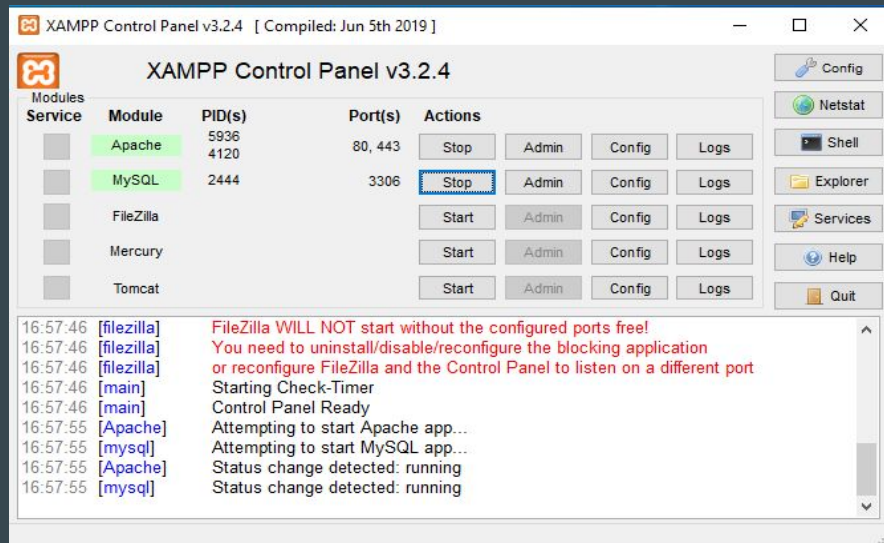 XAMPP Control Panel v3.2.4 [ Compiled: Jun 5th 2019 ]
XAMPP Control Panel v3.2.4
Config
Modules
Service Module PID(s) Port(s) Actions
Netstat
Apache 5936 4120 80, 443 Stop Admin Config Logs
Shell
MySQL 2444 3306 Stop Admin Config Logs
Explorer
FileZilla Start Admin Config Logs
Services
Mercury Start Admin Config Logs
Help
Tomcat Start Admin Config Logs
Quit
16:57:46 [filezilla] FileZilla WILL NOT start without the configured ports free!
16:57:46 [filezilla] You need to uninstall/disable/reconfigure the blocking application
16:57:46 [filezilla] or reconfigure FileZilla and the Control Panel to listen on a different port
16:57:46 [main] Starting Check-Timer
16:57:46 [main] Control Panel Ready
16:57:55 [Apache] Attempting to start Apache app...
16:57:55 [mysql] Attempting to start MySQL app...
16:57:55 [Apache] Status change detected: running
16:57:55 [mysql] Status change detected: running